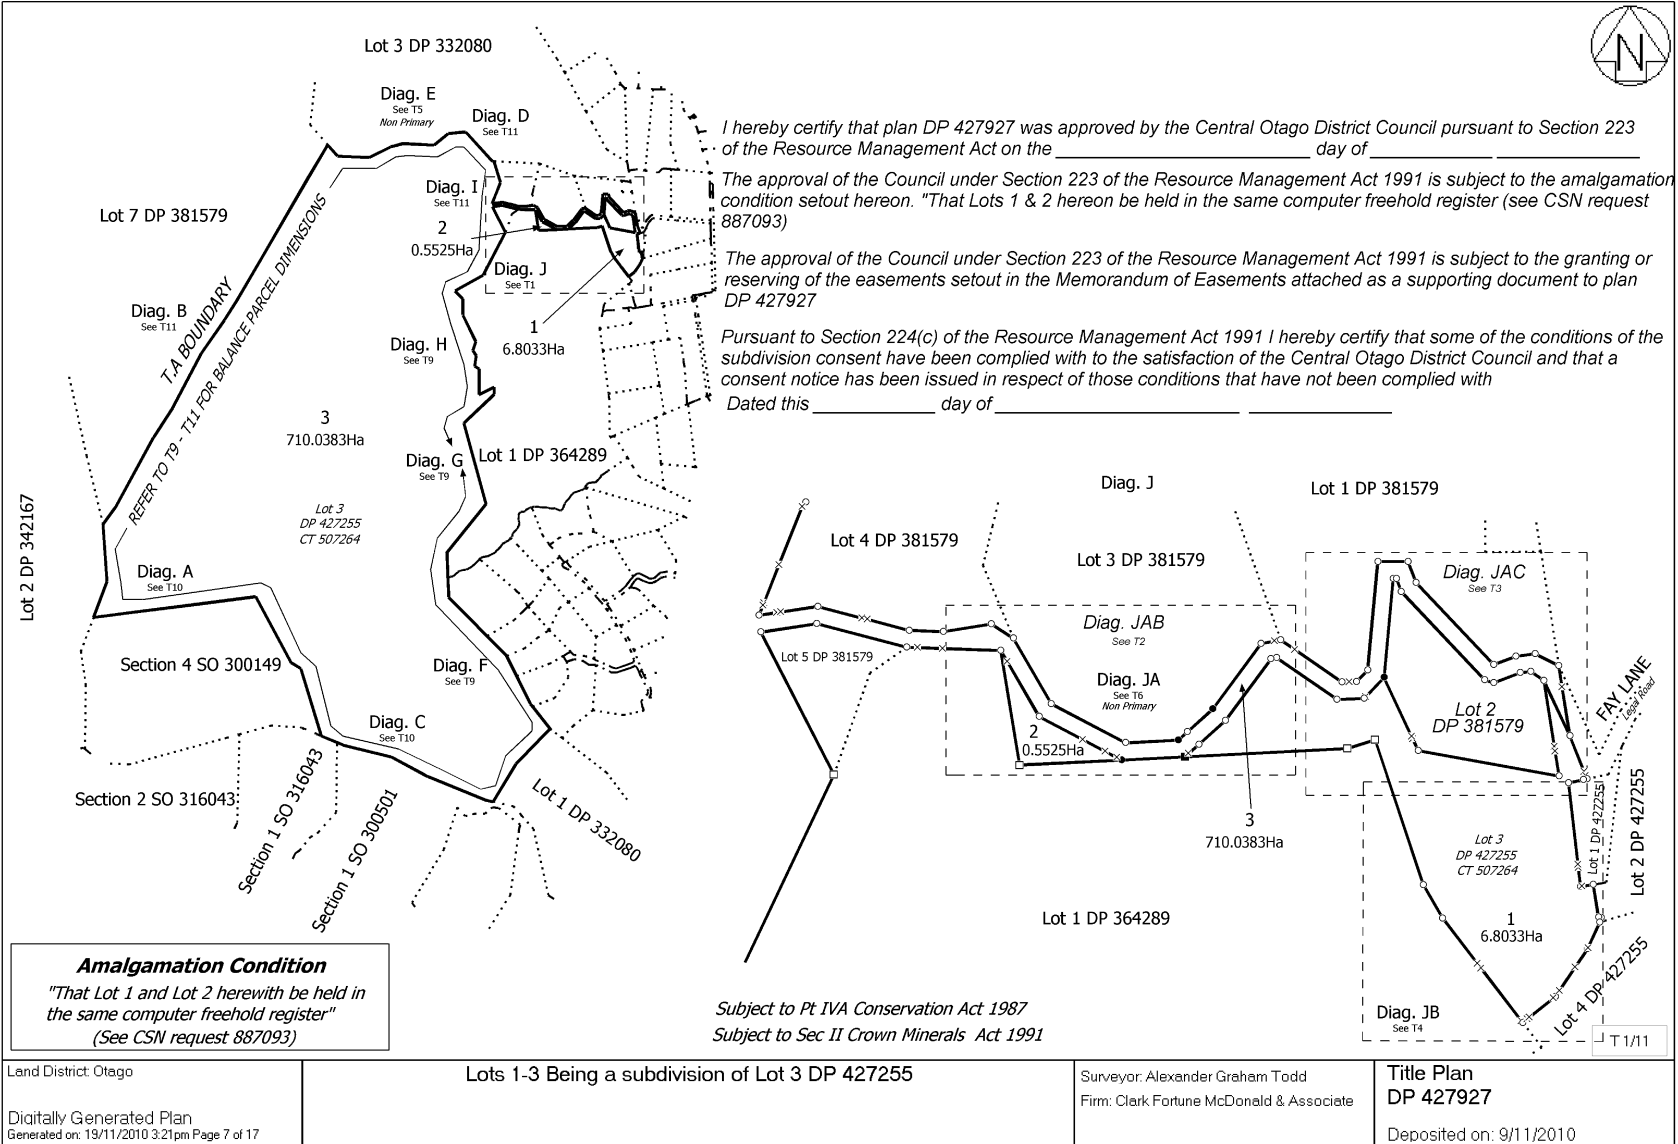 Lot 3 DP 332080
Diag. E
See T5
Non Primary
Diag. D
See T11
N
I hereby certify that plan DP 427927 was approved by the Central Otago District Council pursuant to Section 223
of the Resource Management Act on the ____ day of ____ ____
The approval of the Council under Section 223 of the Resource Management Act 1991 is subject to the amalgamation
condition setout hereon. "That Lots 1 & 2 hereon be held in the same computer freehold register (see CSN request
887093)
The approval of the Council under Section 223 of the Resource Management Act 1991 is subject to the granting or
reserving of the easements setout in the Memorandum of Easements attached as a supporting document to plan
DP 427927
Pursuant to Section 224(c) of the Resource Management Act 1991 I hereby certify that some of the conditions of the
subdivision consent have been complied with to the satisfaction of the Central Otago District Council and that a
consent notice has been issued in respect of those conditions that have not been complied with
Dated this ____ day of ____ ____
Lot 7 DP 381579
Diag. I
See T11
2
0.5525Ha
Diag. J
See T1
Diag. B
See T11
T.A BOUNDARY
REFER TO T9 - T11 FOR BALANCE PARCEL DIMENSIONS
1
6.8033Ha
Diag. H
See T9
3
710.0383Ha
Diag. G
See T9
Lot 1 DP 364289
Lot 3
DP 427255
CT 507264
Lot 2 DP 342167
Diag. A
See T10
Section 4 SO 300149
Diag. F
See T9
Diag. C
See T10
Section 2 SO 316043
Section 1 SO 316043
Section 1 SO 300501
Lot 1 DP 332080
Diag. J
Lot 1 DP 381579
Lot 4 DP 381579
Lot 3 DP 381579
Diag. JAC
See T3
Diag. JAB
See T2
Lot 5 DP 381579
Diag. JA
See T6
Non Primary
2
0.5525Ha
Lot 2
DP 381579
FAY LANE
Legal Road
3
710.0383Ha
Lot 3
DP 427255
CT 507264
Lot 1 DP 427255
Lot 2 DP 427255
Lot 1 DP 364289
1
6.8033Ha
Lot 4 DP 427255
Diag. JB
See T4
T 1/11
Amalgamation Condition
"That Lot 1 and Lot 2 herewith be held in
the same computer freehold register"
(See CSN request 887093)
Subject to Pt IVA Conservation Act 1987
Subject to Sec II Crown Minerals Act 1991
Land District: Otago
Digitally Generated Plan
Generated on: 19/11/2010 3:21pm Page 7 of 17
Lots 1-3 Being a subdivision of Lot 3 DP 427255
Surveyor: Alexander Graham Todd
Firm: Clark Fortune McDonald & Associate
Title Plan
DP 427927
Deposited on: 9/11/2010